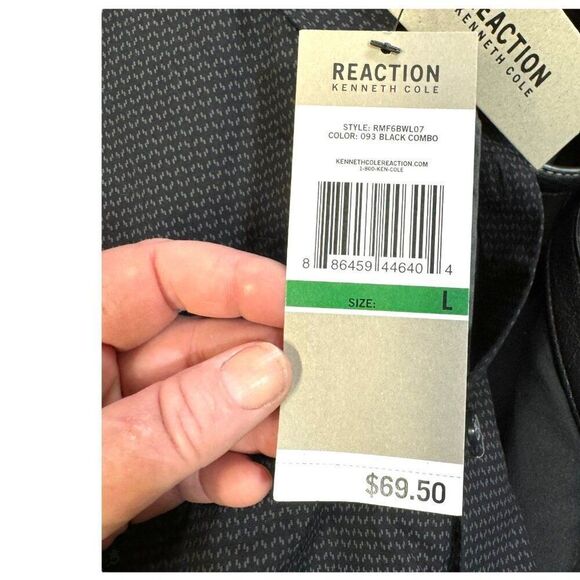 REACTION
KENNETH COLE
REACTION
KENNETH COLE
STYLE: RMF6BWL07
COLOR: 093 BLACK COMBO
KENNETHCOLEREACTION.COM
1-800-KEN-COLE
8 86459 44640 4
SIZE: L
$69.50